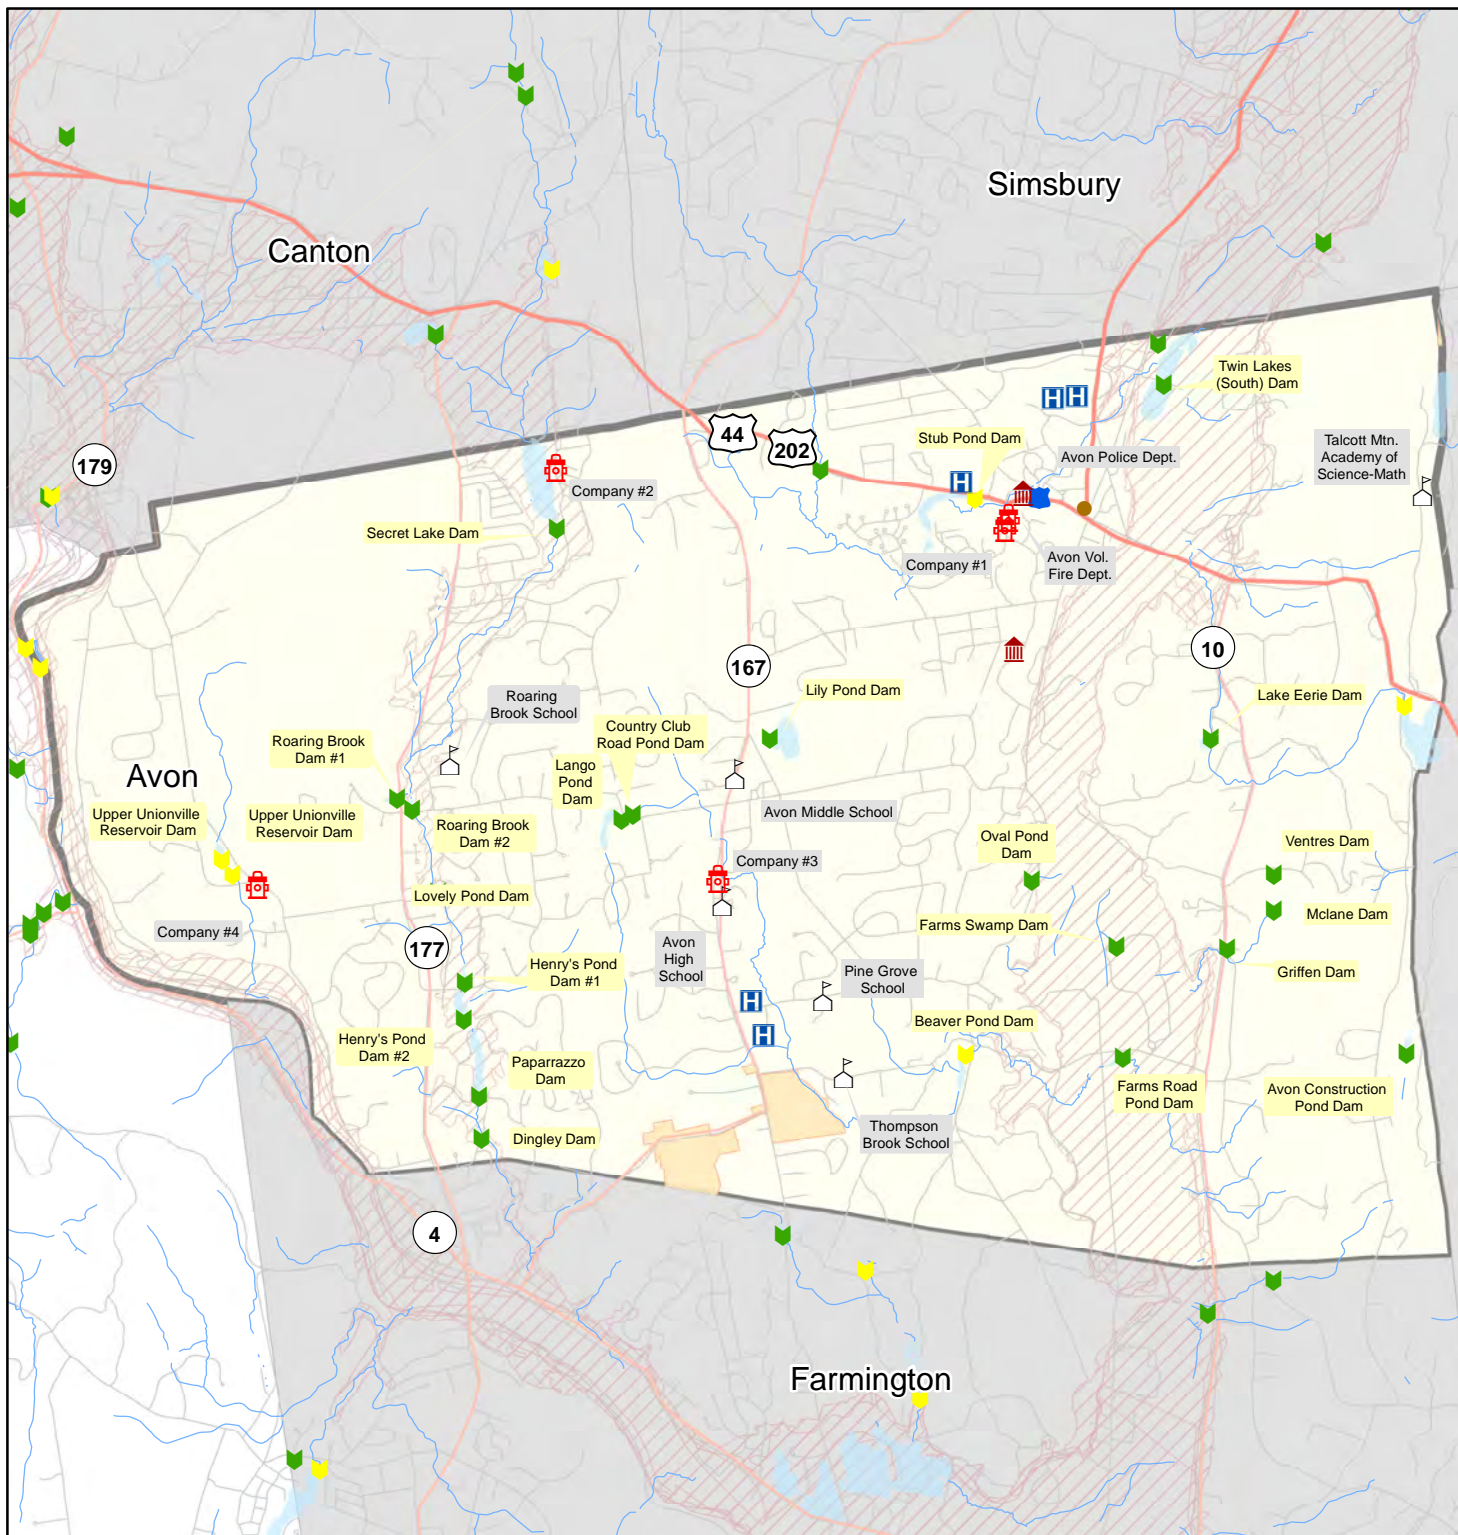 Simsbury
Canton
Twin Lakes
(South) Dam
44
202
Stub Pond Dam
Avon Police Dept.
Talcott Mtn.
Academy of
Science-Math
179
H
H
H
Company #2
Secret Lake Dam
Company #1
Avon Vol.
Fire Dept.
167
10
Roaring
Brook School
Lily Pond Dam
Lake Eerie Dam
Country Club
Road Pond Dam
Roaring Brook
Dam #1
Lango
Pond
Dam
Avon
Upper Unionville
Reservoir Dam
Upper Unionville
Reservoir Dam
Roaring Brook
Dam #2
Avon Middle School
Oval Pond
Dam
Ventres Dam
Company #3
Lovely Pond Dam
Mclane Dam
Farms Swamp Dam
Company #4
177
Avon
High
School
Henry's Pond
Dam #1
Pine Grove
School
Griffen Dam
H
H
Beaver Pond Dam
Henry's Pond
Dam #2
Paparrazzo
Dam
Farms Road
Pond Dam
Avon Construction
Pond Dam
Thompson
Brook School
Dingley Dam
4
Farmington